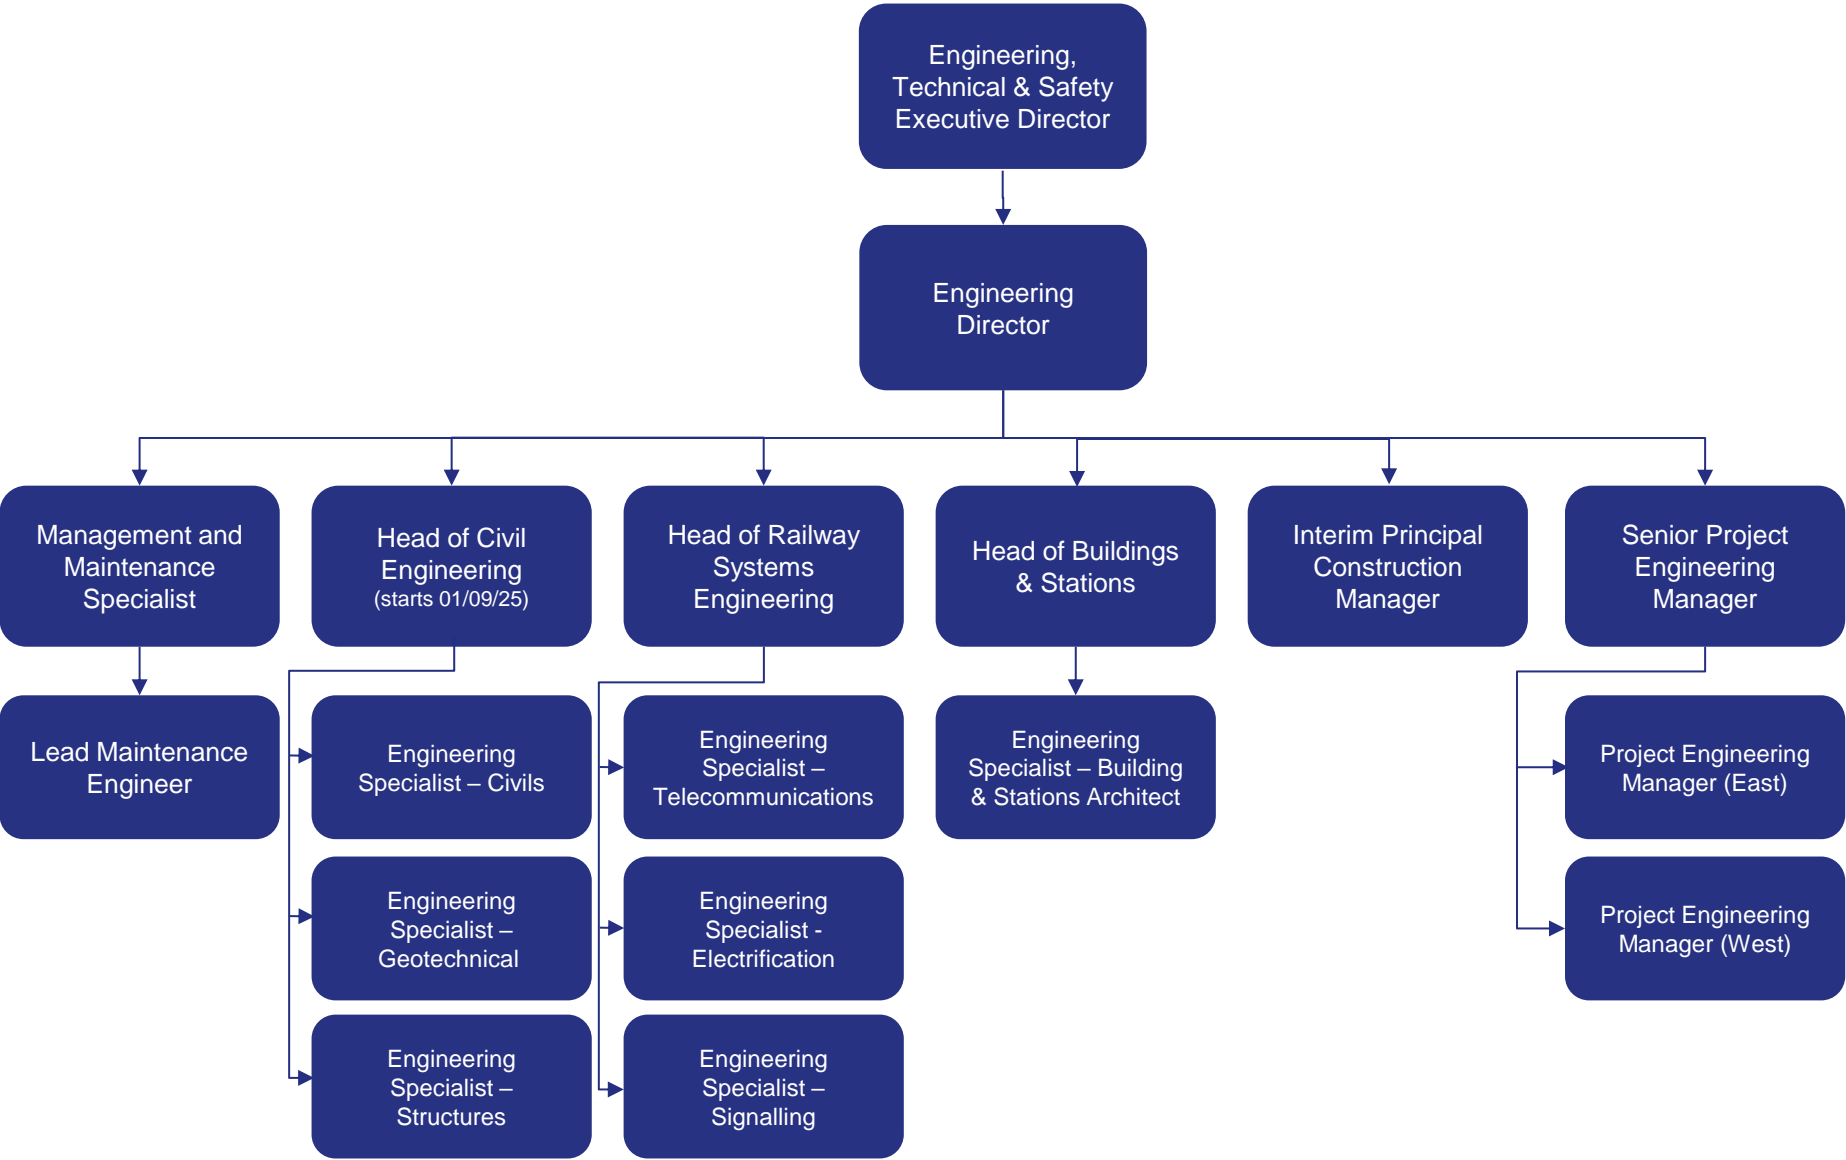 Engineering,
Technical & Safety
Executive Director
Engineering
Director
Management and
Maintenance
Specialist
Head of Civil
Engineering
(starts 01/09/25)
Head of Railway
Systems
Engineering
Head of Buildings
& Stations
Interim Principal
Construction
Manager
Senior Project
Engineering
Manager
Lead Maintenance
Engineer
Engineering
Specialist – Civils
Engineering
Specialist –
Telecommunications
Engineering
Specialist – Building
& Stations Architect
Project Engineering
Manager (East)
Engineering
Specialist –
Geotechnical
Engineering
Specialist -
Electrification
Project Engineering
Manager (West)
Engineering
Specialist –
Structures
Engineering
Specialist –
Signalling